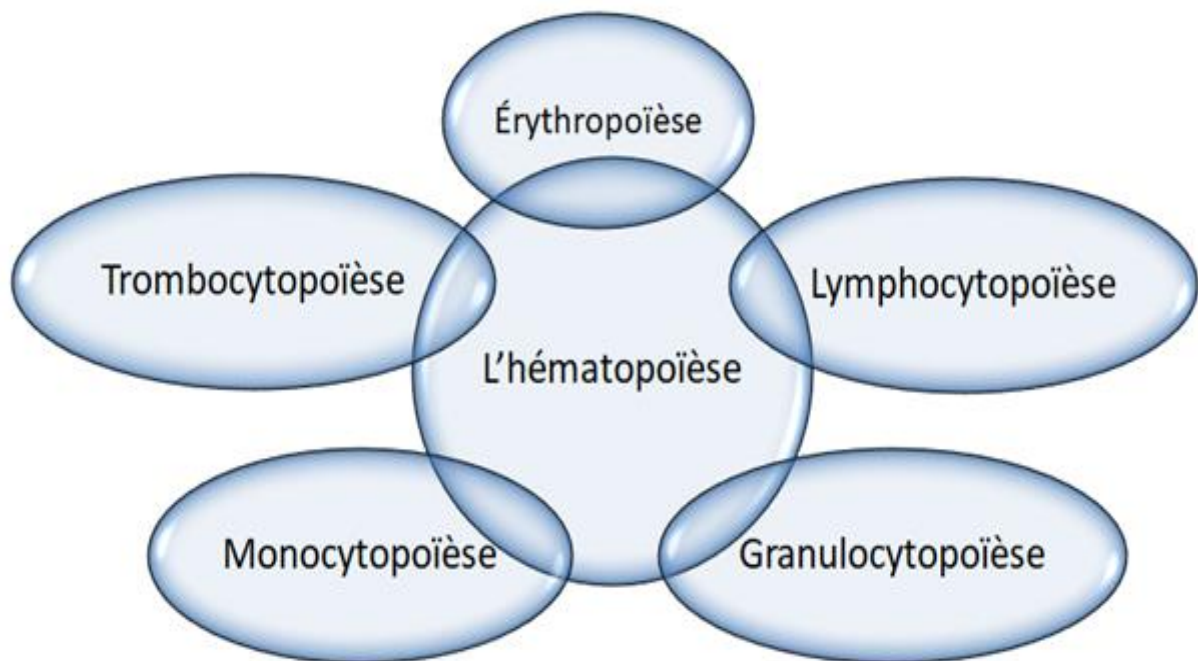 Érythropoïèse
Trombocytopoïèse
Lymphocytopoïèse
L'hématopoïèse
Monocytopoïèse
Granulocytopoïèse